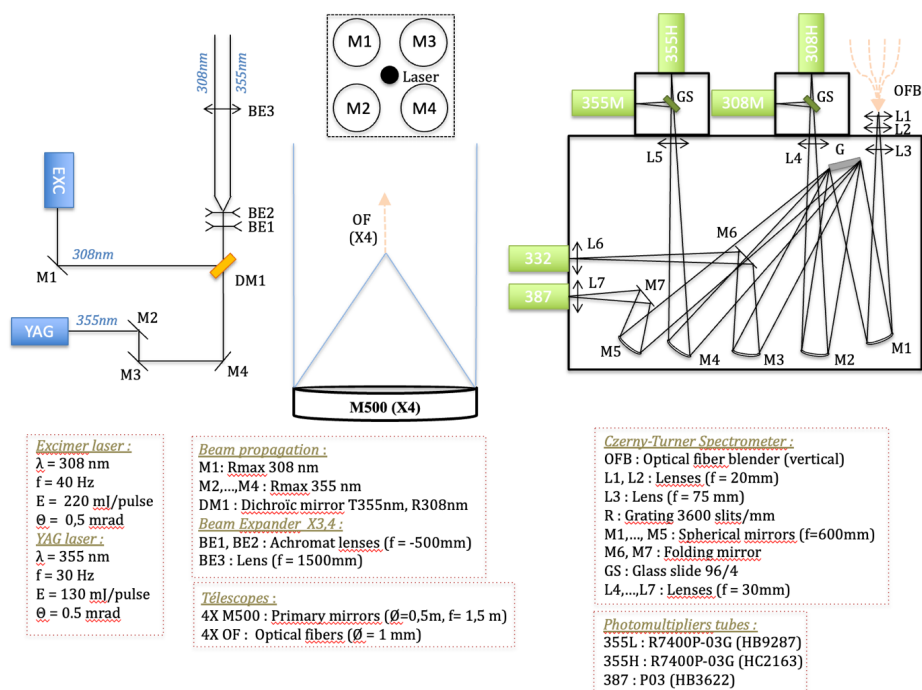 EXC
308nm
M1
YAG
355nm
M2
M3
M4
DM1
BE1
BE2
BE3
308nm
355nm
M1
M3
Laser
M2
M4
OF
(X4)
M500 (X4)
355H
355M
GS
308H
308M
GS
OFB
L1
L2
L3
L5
L4
G
M6
L6
332
L7
M7
387
M5
M4
M3
M2
M1
Excimer laser :
λ = 308 nm
f = 40 Hz
E = 220 mJ/pulse
Θ = 0,5 mrad
YAG laser :
λ = 355 nm
f = 30 Hz
E = 130 mJ/pulse
Θ = 0.5 mrad
Beam propagation :
M1: Rmax 308 nm
M2,...,M4 : Rmax 355 nm
DM1 : Dichroïc mirror T355nm, R308nm
Beam Expander X3,4 :
BE1, BE2 : Achromat lenses (f = -500mm)
BE3 : Lens (f = 1500mm)
Télescopes :
4X M500 : Primary mirrors (Ø=0,5m, f= 1,5 m)
4X OF : Optical fibers (Ø = 1 mm)
Czerny-Turner Spectrometer :
OFB : Optical fiber blender (vertical)
L1, L2 : Lenses (f = 20mm)
L3 : Lens (f = 75 mm)
R : Grating 3600 slits/mm
M1,..., M5 : Spherical mirrors (f=600mm)
M6, M7 : Folding mirror
GS : Glass slide 96/4
L4,...,L7 : Lenses (f = 30mm)
Photomultipliers tubes :
355L : R7400P-03G (HB9287)
355H : R7400P-03G (HC2163)
387 : P03 (HB3622)